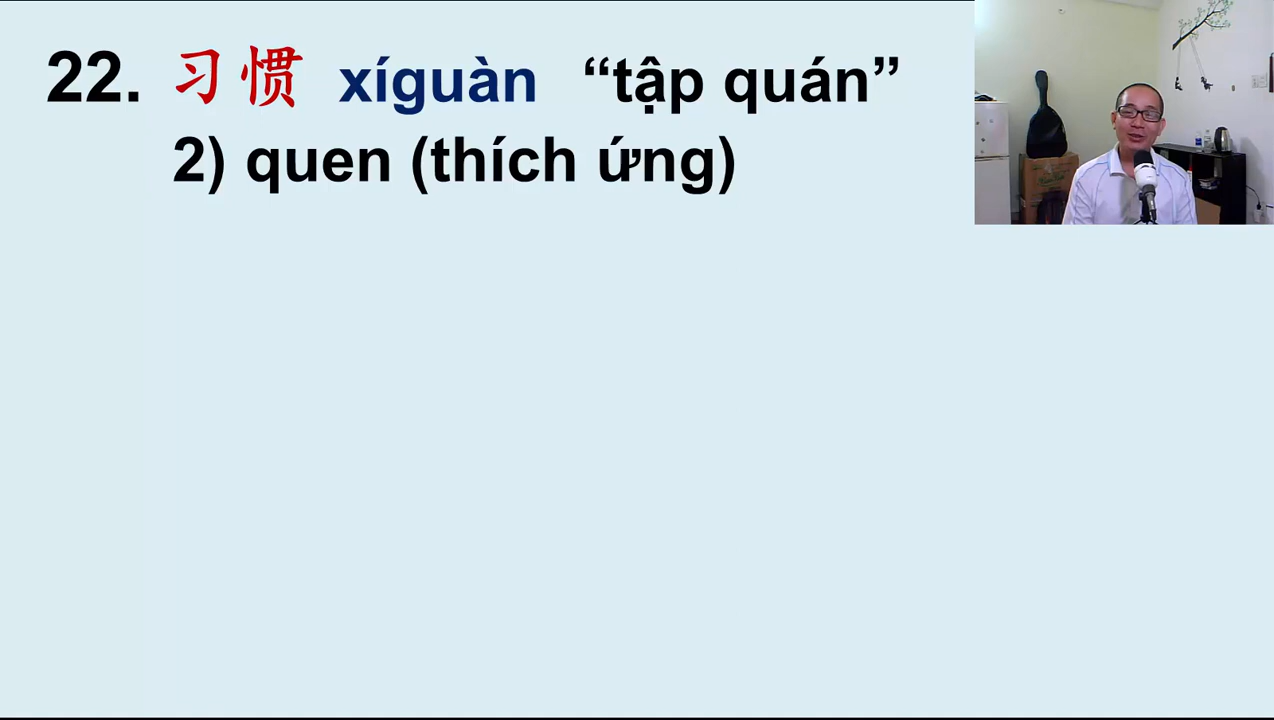 22. 习惯 xíguàn “tập quán”
2) quen (thích ứng)